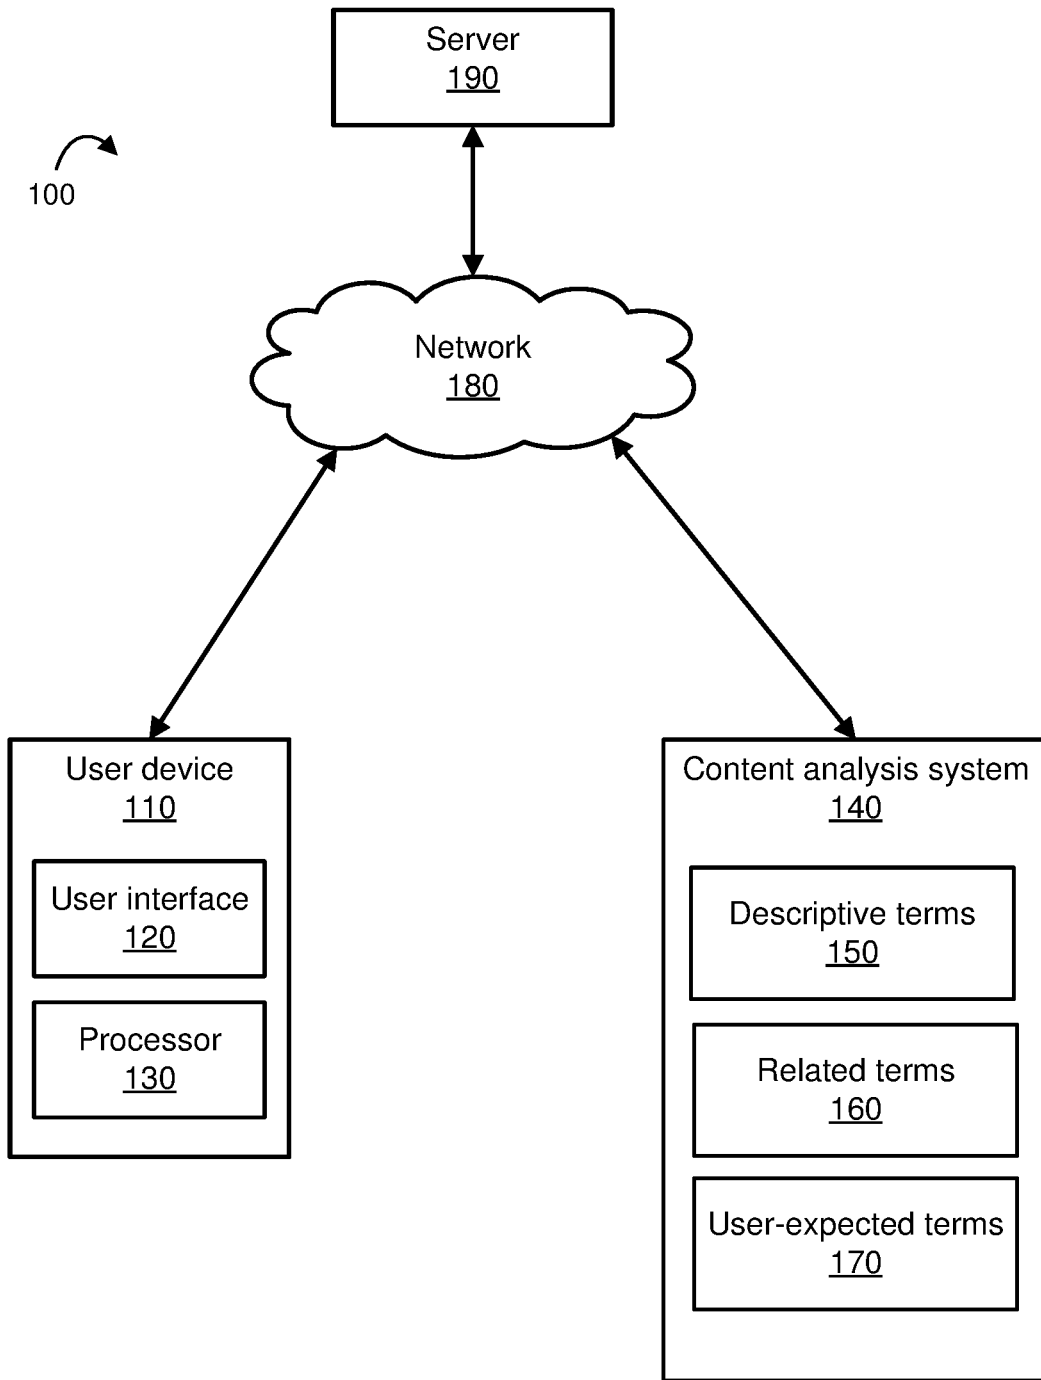 Server
190
100
Network
180
User device
110
User interface
120
Processor
130
Content analysis system
140
Descriptive terms
150
Related terms
160
User-expected terms
170